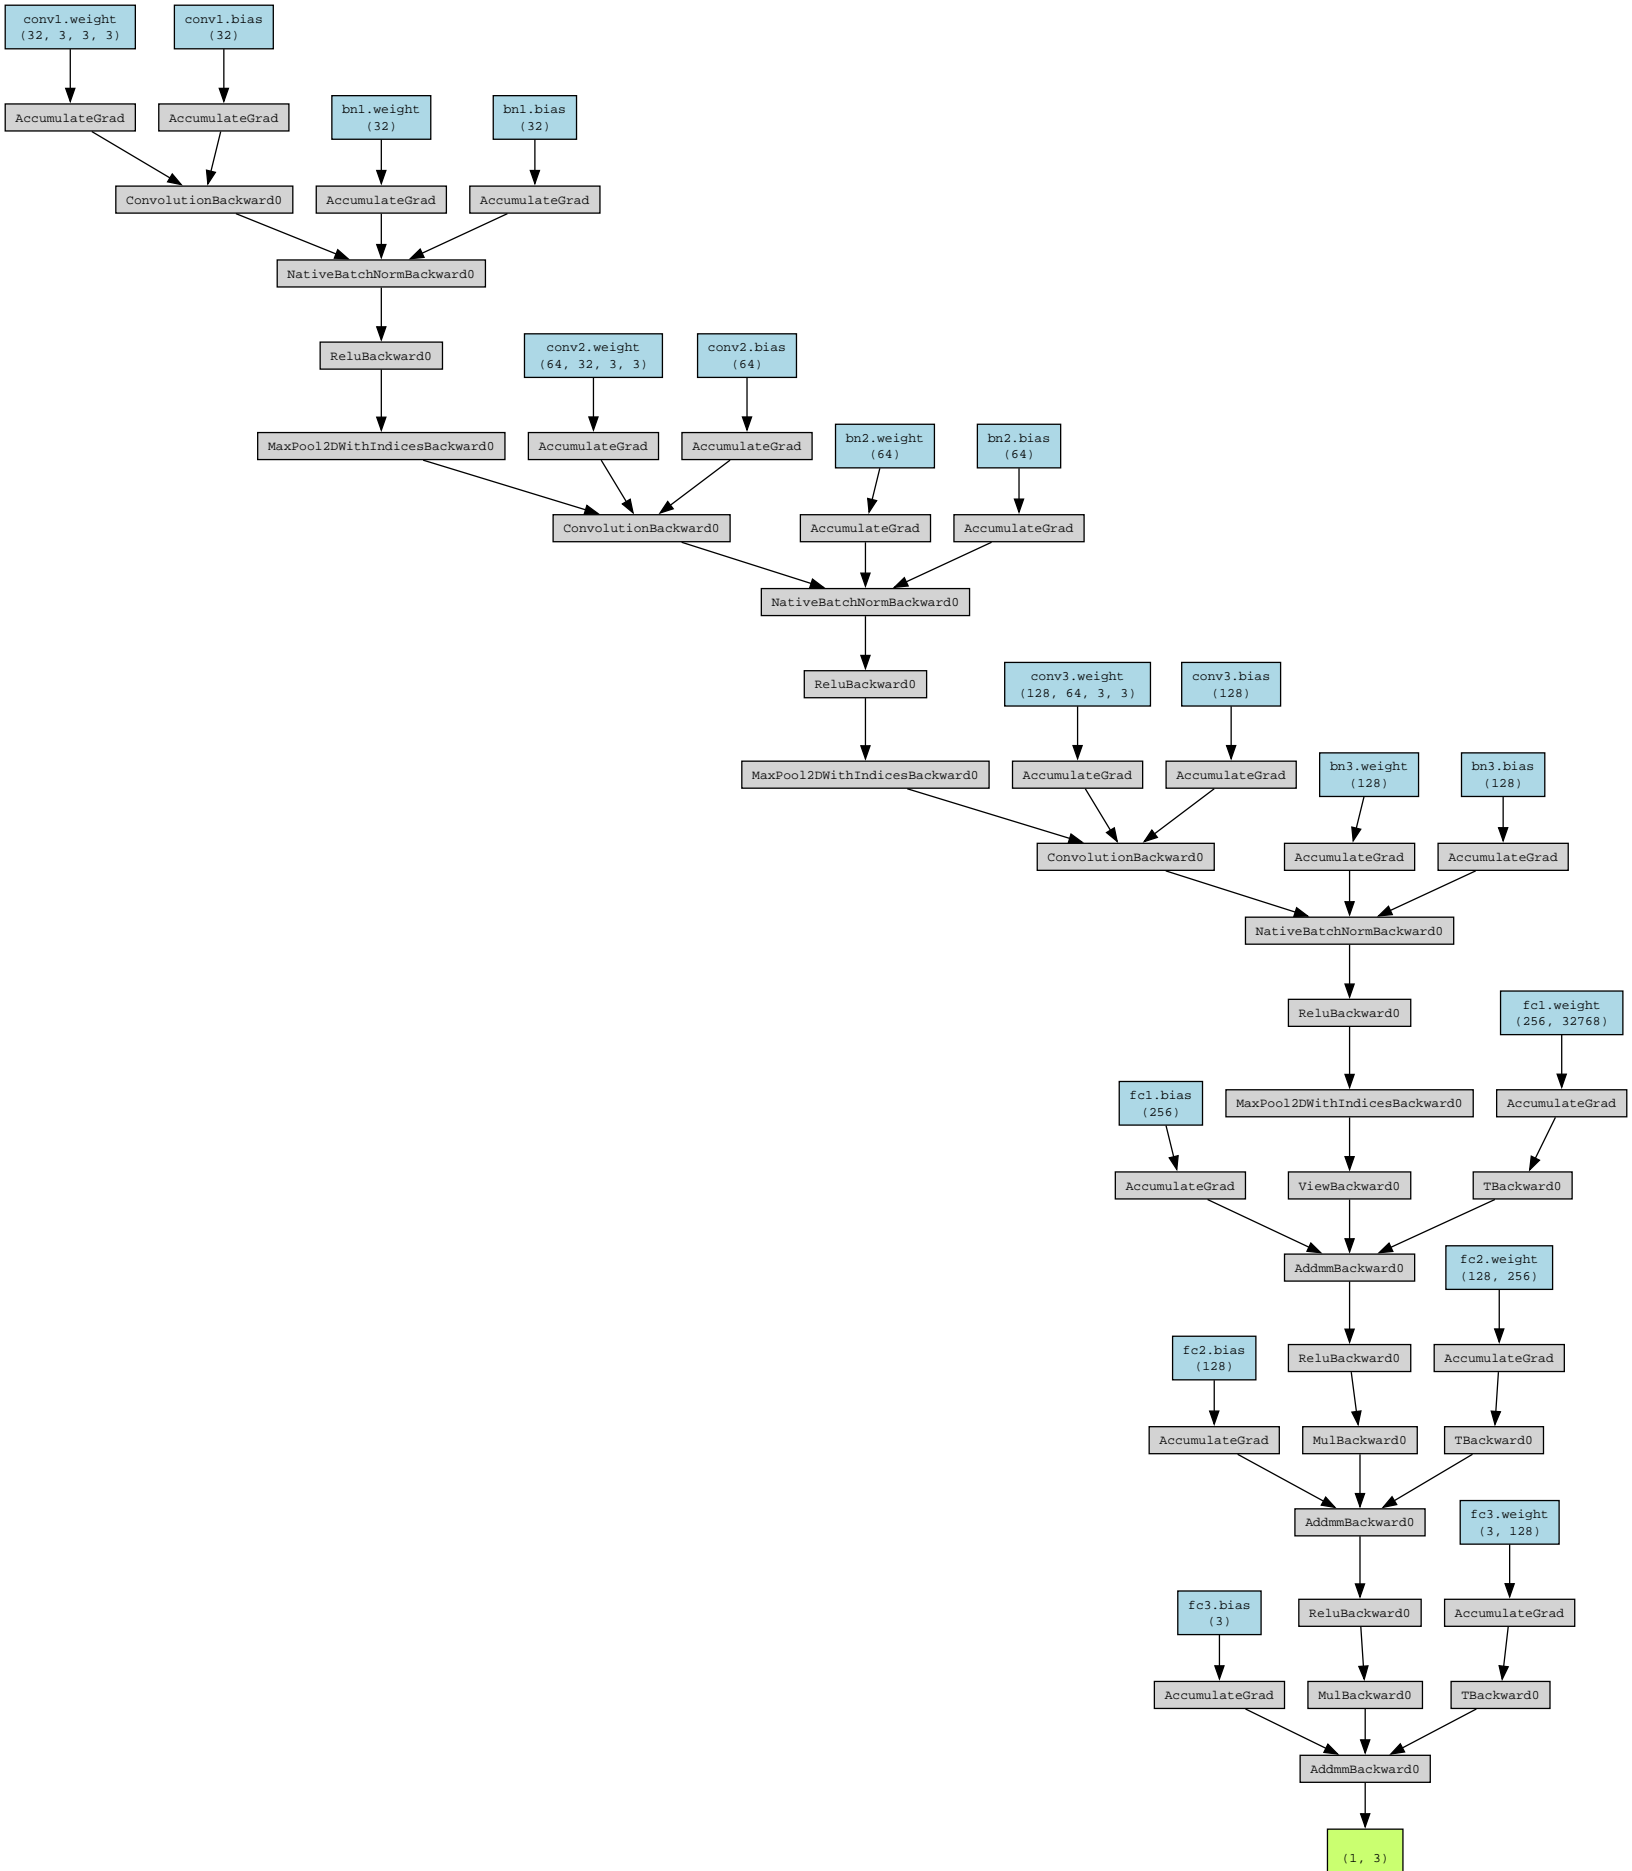 conv1.weight
(32, 3, 3, 3)
conv1.bias
(32)
AccumulateGrad
AccumulateGrad
bn1.weight
(32)
bn1.bias
(32)
ConvolutionBackward0
AccumulateGrad
AccumulateGrad
NativeBatchNormBackward0
ReluBackward0
conv2.weight
(64, 32, 3, 3)
conv2.bias
(64)
MaxPool2DWithIndicesBackward0
AccumulateGrad
AccumulateGrad
bn2.weight
(64)
bn2.bias
(64)
ConvolutionBackward0
AccumulateGrad
AccumulateGrad
NativeBatchNormBackward0
ReluBackward0
conv3.weight
(128, 64, 3, 3)
conv3.bias
(128)
MaxPool2DWithIndicesBackward0
AccumulateGrad
AccumulateGrad
bn3.weight
(128)
bn3.bias
(128)
ConvolutionBackward0
AccumulateGrad
AccumulateGrad
NativeBatchNormBackward0
ReluBackward0
fc1.weight
(256, 32768)
fc1.bias
(256)
MaxPool2DWithIndicesBackward0
AccumulateGrad
AccumulateGrad
ViewBackward0
TBackward0
AddmmBackward0
fc2.weight
(128, 256)
fc2.bias
(128)
ReluBackward0
AccumulateGrad
AccumulateGrad
MulBackward0
TBackward0
AddmmBackward0
fc3.weight
(3, 128)
fc3.bias
(3)
ReluBackward0
AccumulateGrad
AccumulateGrad
MulBackward0
TBackward0
AddmmBackward0
(1, 3)